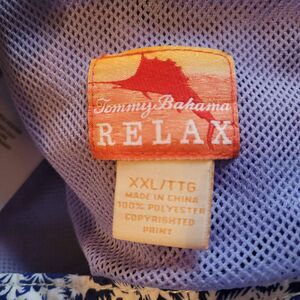 Tommy Bahama
RELAX
XXL/TTG
MADE IN CHINA
100% POLYESTER
COPYRIGHTED
PRINT